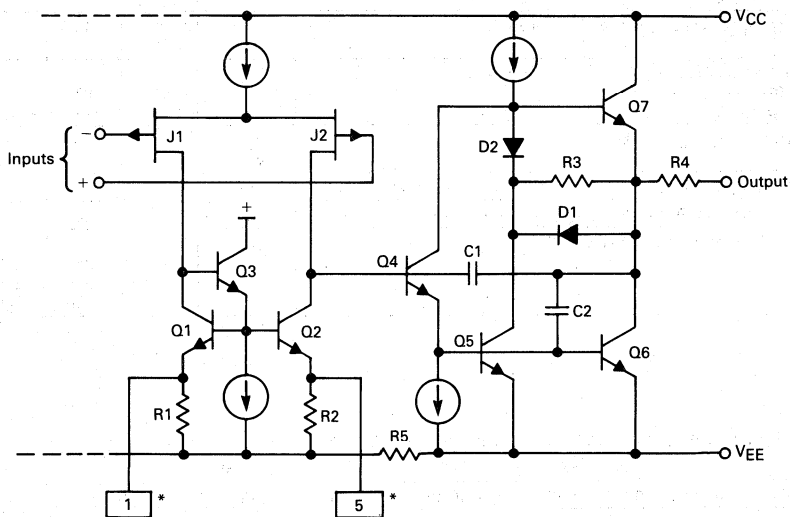 VCC
Q7
J1
J2
Inputs
−
+
D2
R3
R4
Output
D1
+
Q3
Q4
C1
C2
Q1
Q2
Q5
Q6
R1
R2
R5
VEE
1 *
5 *